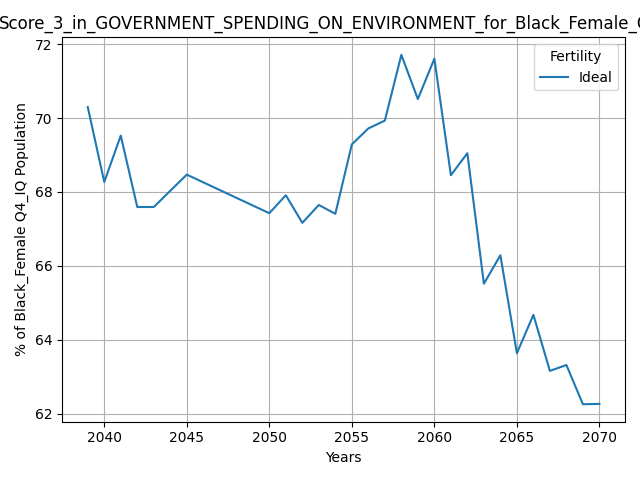 Score_3_in_GOVERNMENT_SPENDING_ON_ENVIRONMENT_for_Black_Female_
Fertility
Ideal
72
70
68
66
64
62
% of Black_Female Q4_IQ Population
2040 2045 2050 2055 2060 2065 2070
Years